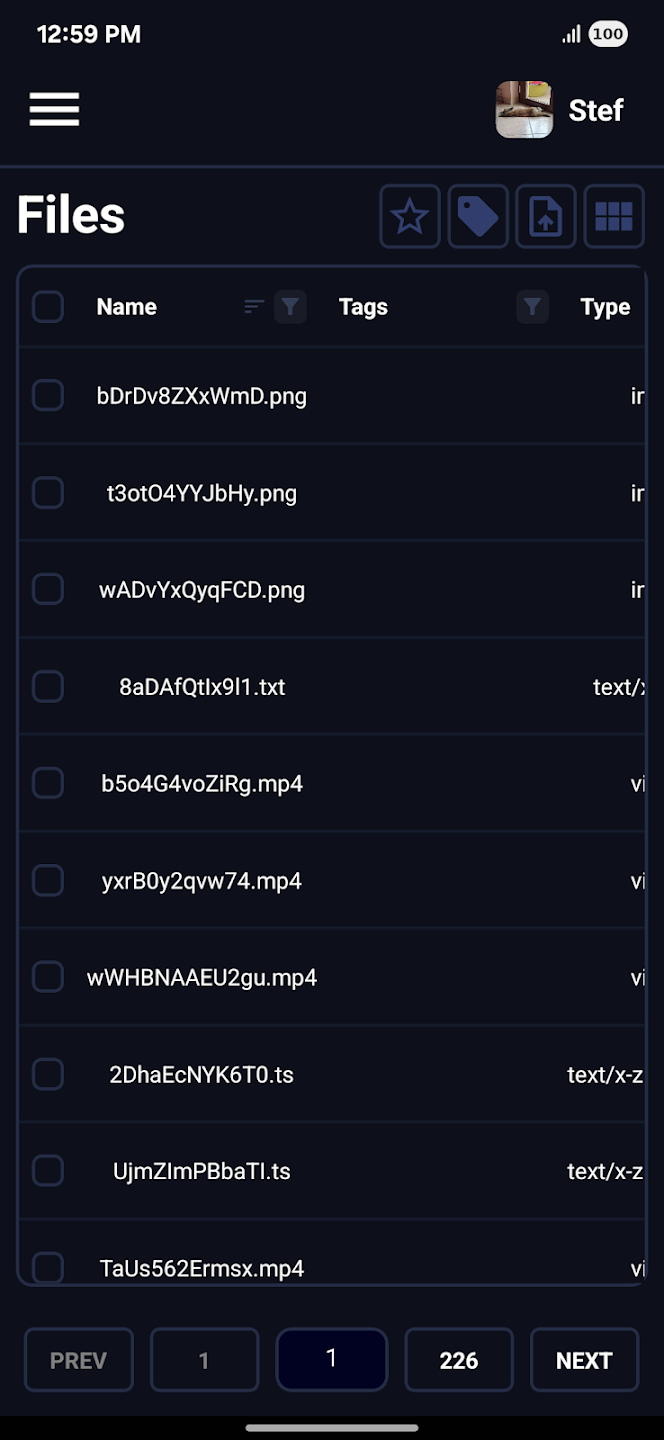 12:59 PM 100
Stef
Files
Name Tags Type
bDrDv8ZXxWmD.png ir
t3otO4YYJbHy.png ir
wADvYxQyqFCD.png ir
8aDAfQtIx9l1.txt text/x
b5o4G4voZiRg.mp4 vi
yxrB0y2qvw74.mp4 vi
wWHBNAAEU2gu.mp4 vi
2DhaEcNYK6T0.ts text/x-z
UjmZImPBbaTI.ts text/x-z
TaUs562Ermsx.mp4 vi
PREV 1 1 226 NEXT